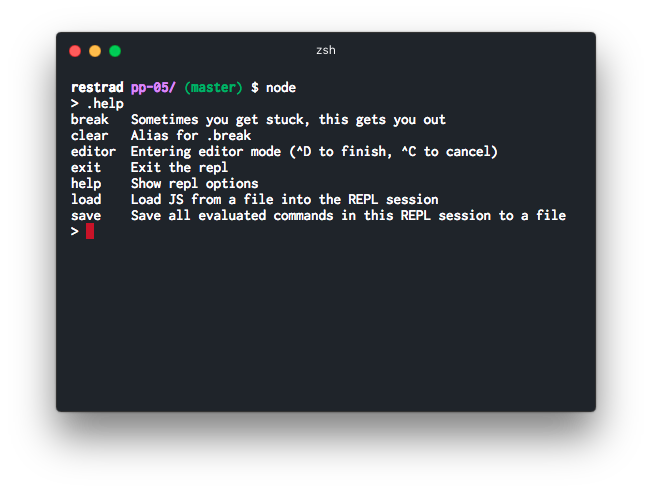 zsh
restrad pp-05/ (master) $ node
> .help
break   Sometimes you get stuck, this gets you out
clear   Alias for .break
editor  Entering editor mode (^D to finish, ^C to cancel)
exit    Exit the repl
help    Show repl options
load    Load JS from a file into the REPL session
save    Save all evaluated commands in this REPL session to a file
>